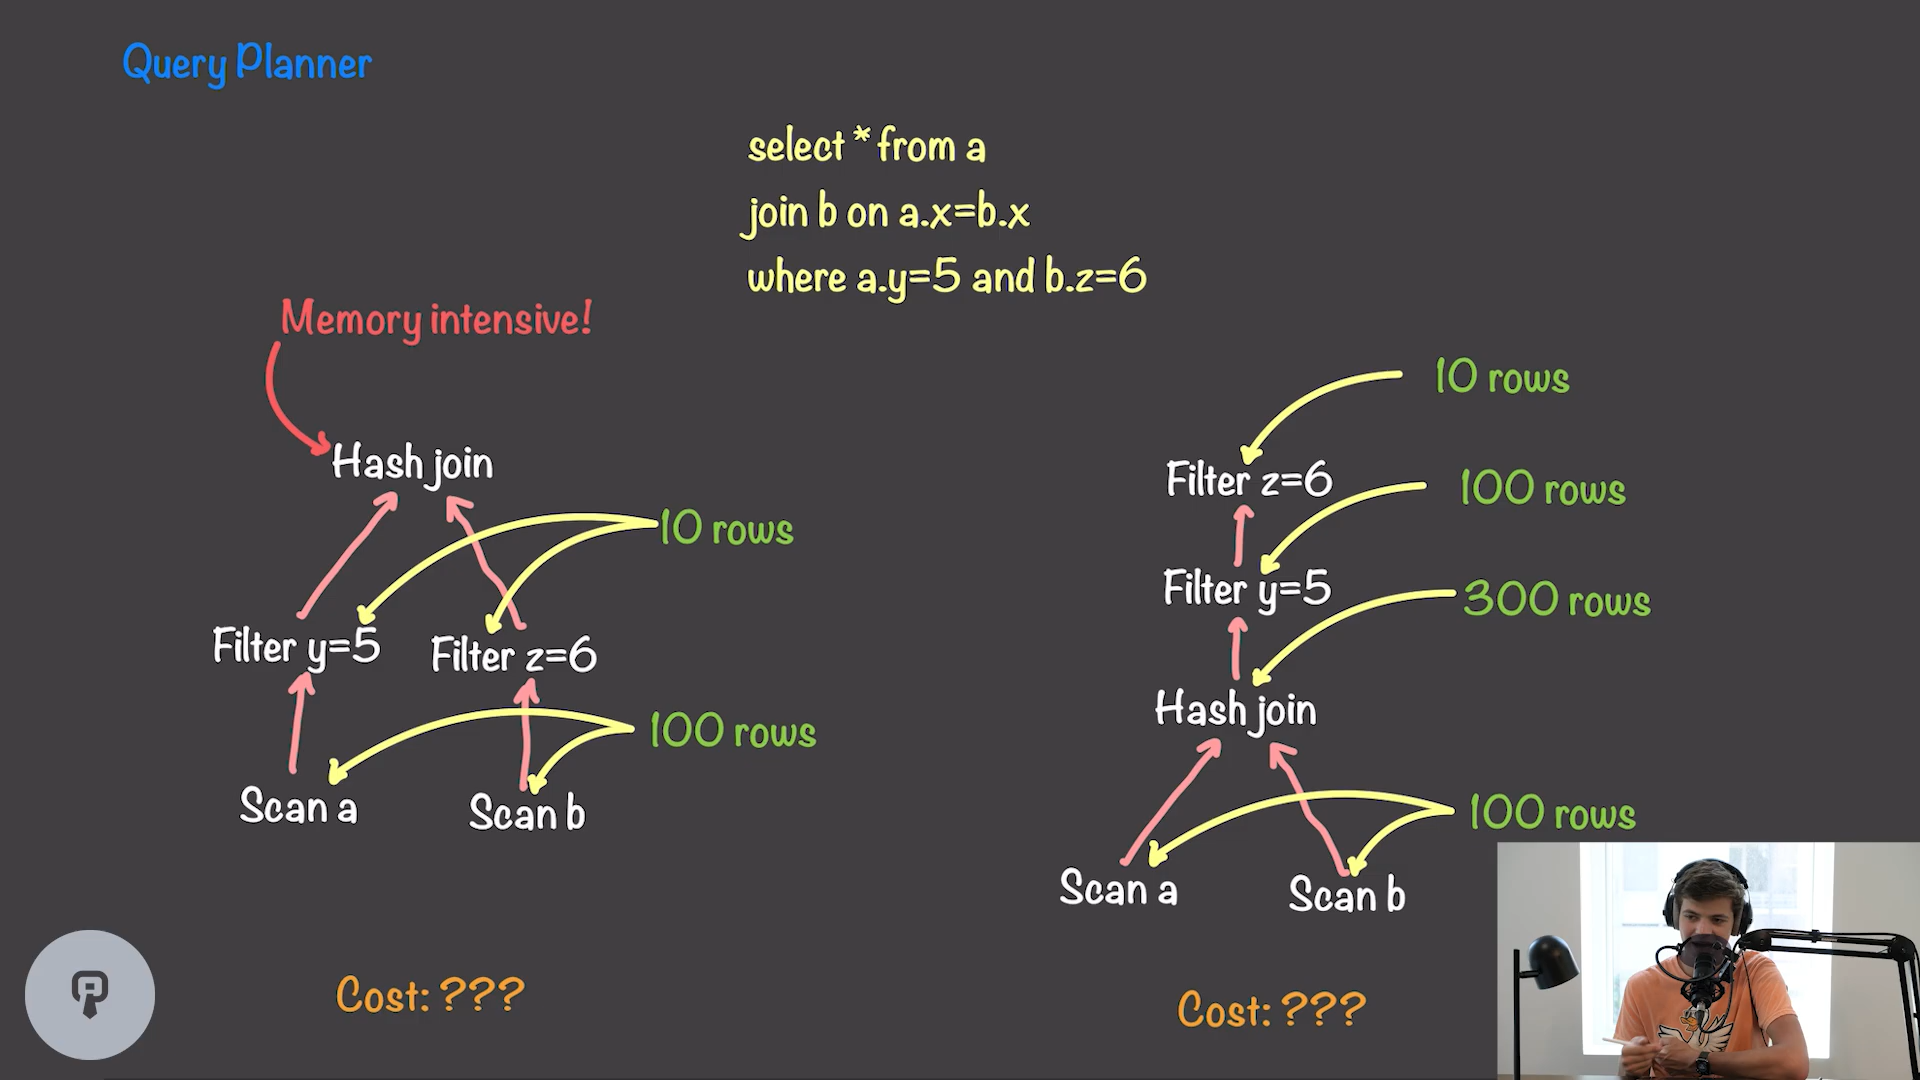 Query Planner
select * from a
join b on a.x=b.x
where a.y=5 and b.z=6
Memory intensive!
Hash join
10 rows
Filter y=5
Filter z=6
100 rows
Scan a
Scan b
Cost: ???
10 rows
Filter z=6
100 rows
Filter y=5
300 rows
Hash join
100 rows
Scan a
Scan b
Cost: ???